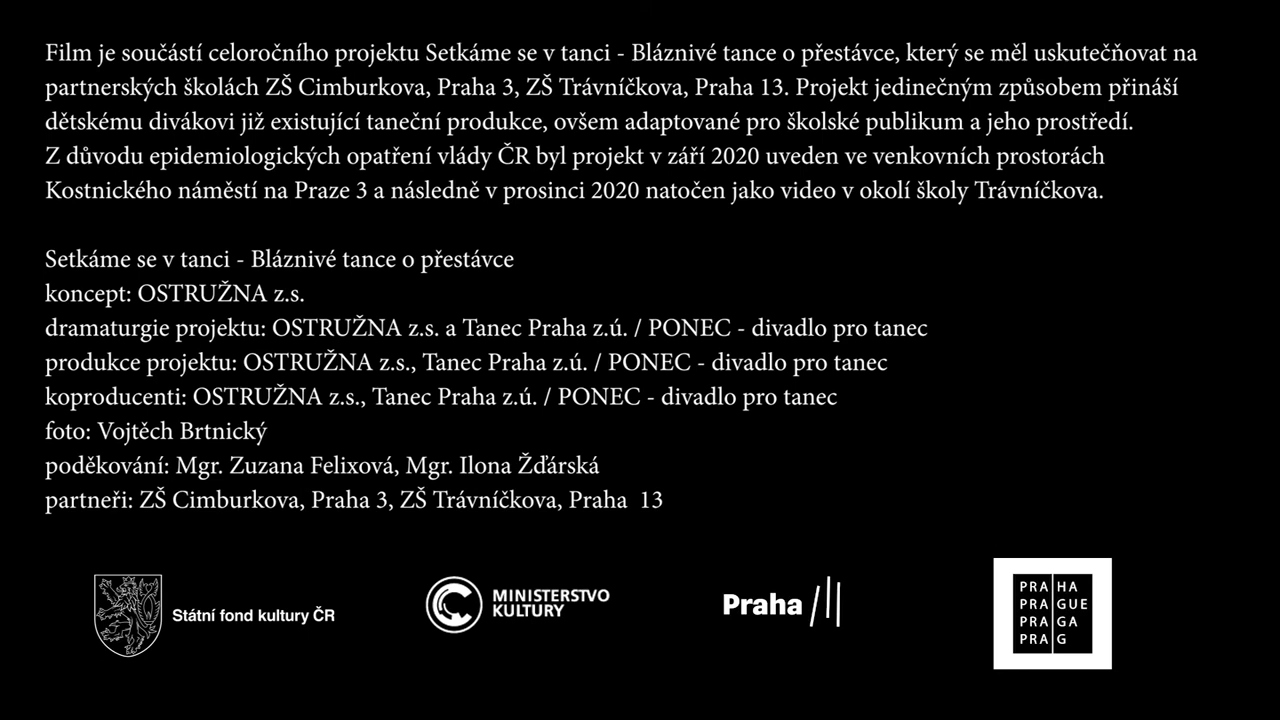 Film je součástí celoročního projektu Setkáme se v tanci - Bláznivé tance o přestávce, který se měl uskutečňovat na
partnerských školách ZŠ Cimburkova, Praha 3, ZŠ Trávníčkova, Praha 13. Projekt jedinečným způsobem přináší
dětskému divákovi již existující taneční produkce, ovšem adaptované pro školské publikum a jeho prostředí.
Z důvodu epidemiologických opatření vlády ČR byl projekt v září 2020 uveden ve venkovních prostorách
Kostnického náměstí na Praze 3 a následně v prosinci 2020 natočen jako video v okolí školy Trávníčkova.
Setkáme se v tanci - Bláznivé tance o přestávce
koncept: OSTRUŽNA z.s.
dramaturgie projektu: OSTRUŽNA z.s. a Tanec Praha z.ú. / PONEC - divadlo pro tanec
produkce projektu: OSTRUŽNA z.s., Tanec Praha z.ú. / PONEC - divadlo pro tanec
koproducenti: OSTRUŽNA z.s., Tanec Praha z.ú. / PONEC - divadlo pro tanec
foto: Vojtěch Brtnický
poděkování: Mgr. Zuzana Felixová, Mgr. Ilona Žďárská
partneři: ZŠ Cimburkova, Praha 3, ZŠ Trávníčkova, Praha 13
Státní fond kultury ČR
MINISTERSTVO
KULTURY
Praha
PRA HA
PRA GUE
PRA GA
PRA G